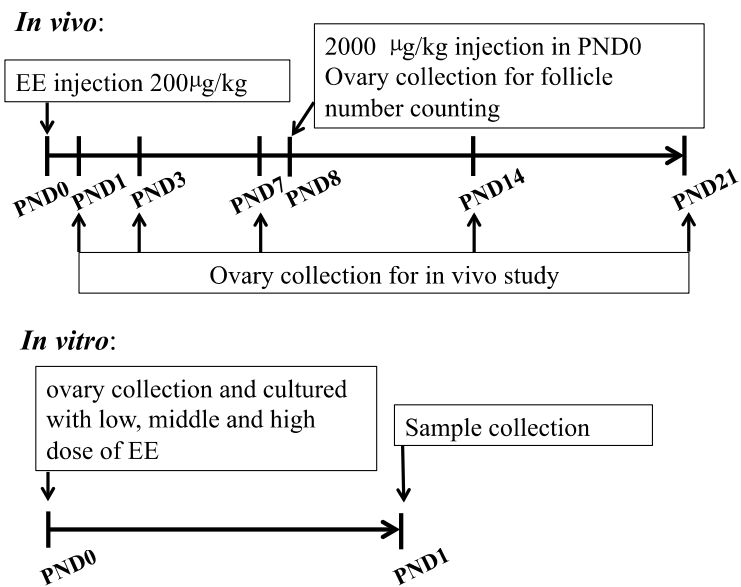 In vivo:
EE injection 200μg/kg
2000 μg/kg injection in PND0
Ovary collection for follicle
number counting
PND0
PND1
PND3
PND7
PND8
PND14
PND21
Ovary collection for in vivo study
In vitro:
ovary collection and cultured
with low, middle and high
dose of EE
Sample collection
PND0
PND1